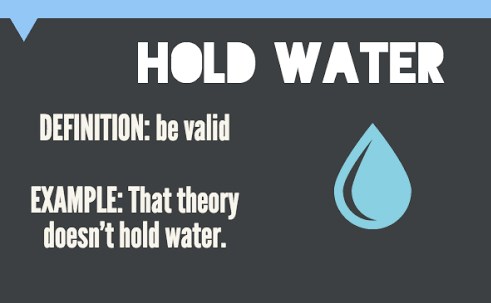 HOLD WATER
DEFINITION: be valid
EXAMPLE: That theory
doesn't hold water.